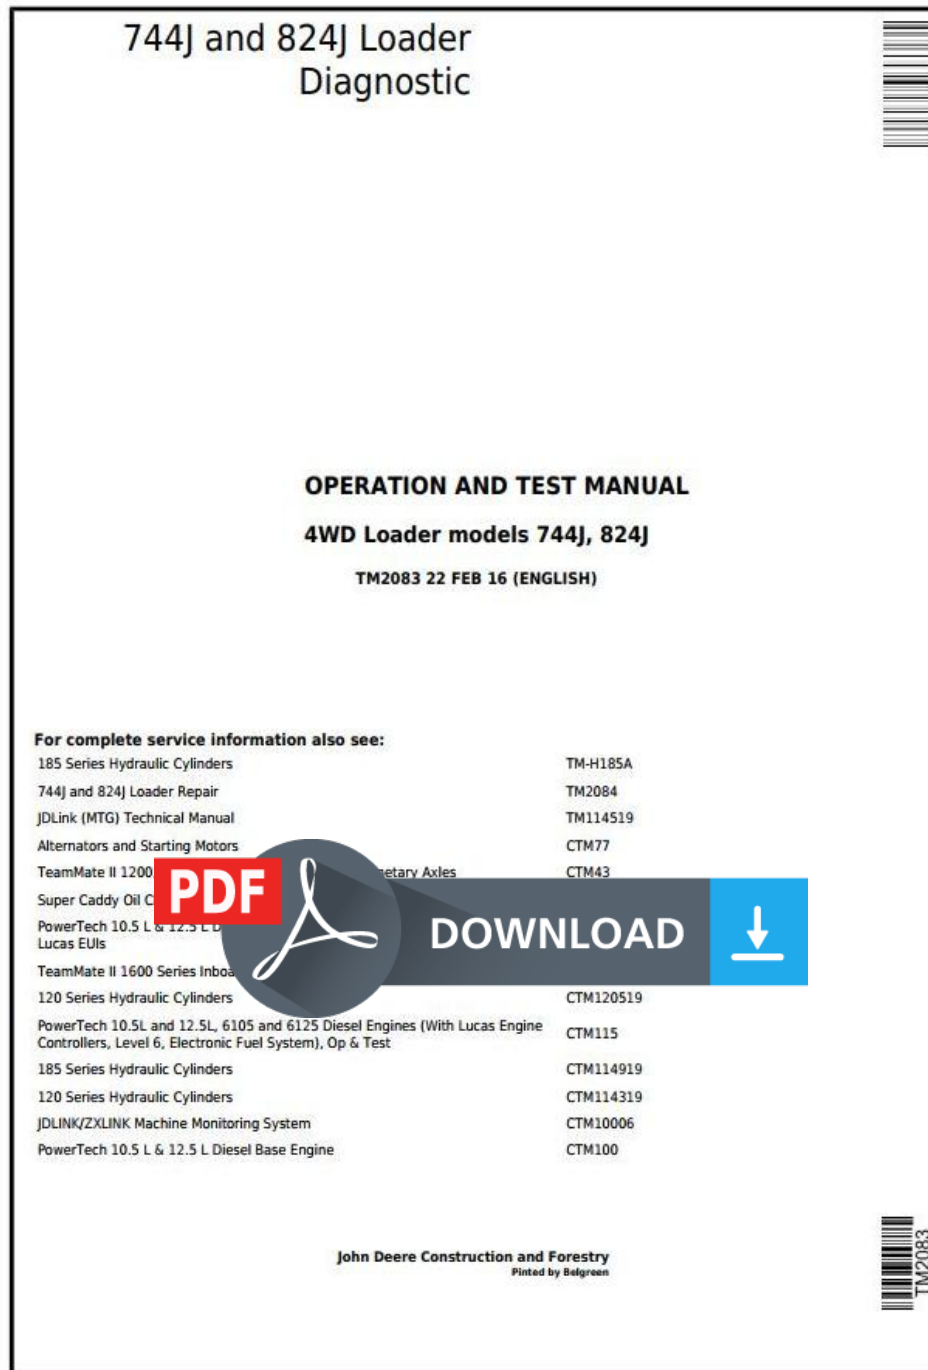 744J and 824J Loader
Diagnostic
OPERATION AND TEST MANUAL
4WD Loader models 744J, 824J
TM2083 22 FEB 16 (ENGLISH)
For complete service information also see:
185 Series Hydraulic Cylinders TM-H185A
744J and 824J Loader Repair TM2084
JDLink (MTG) Technical Manual TM114519
Alternators and Starting Motors CTM77
TeamMate II 1200 Axles CTM43
Super Caddy Oil
PDF
DOWNLOAD
PowerTech 10.5 L & 12.5 L
Lucas EUIs
TeamMate II 1600 Series
120 Series Hydraulic Cylinders CTM120519
PowerTech 10.5L and 12.5L, 6105 and 6125 Diesel Engines (With Lucas Engine
Controllers, Level 6, Electronic Fuel System), Op & Test CTM115
185 Series Hydraulic Cylinders CTM114919
120 Series Hydraulic Cylinders CTM114319
JDLINK/ZXLINK Machine Monitoring System CTM10006
PowerTech 10.5 L & 12.5 L Diesel Base Engine CTM100
John Deere Construction and Forestry
Pinted by Belgreen
TM2083